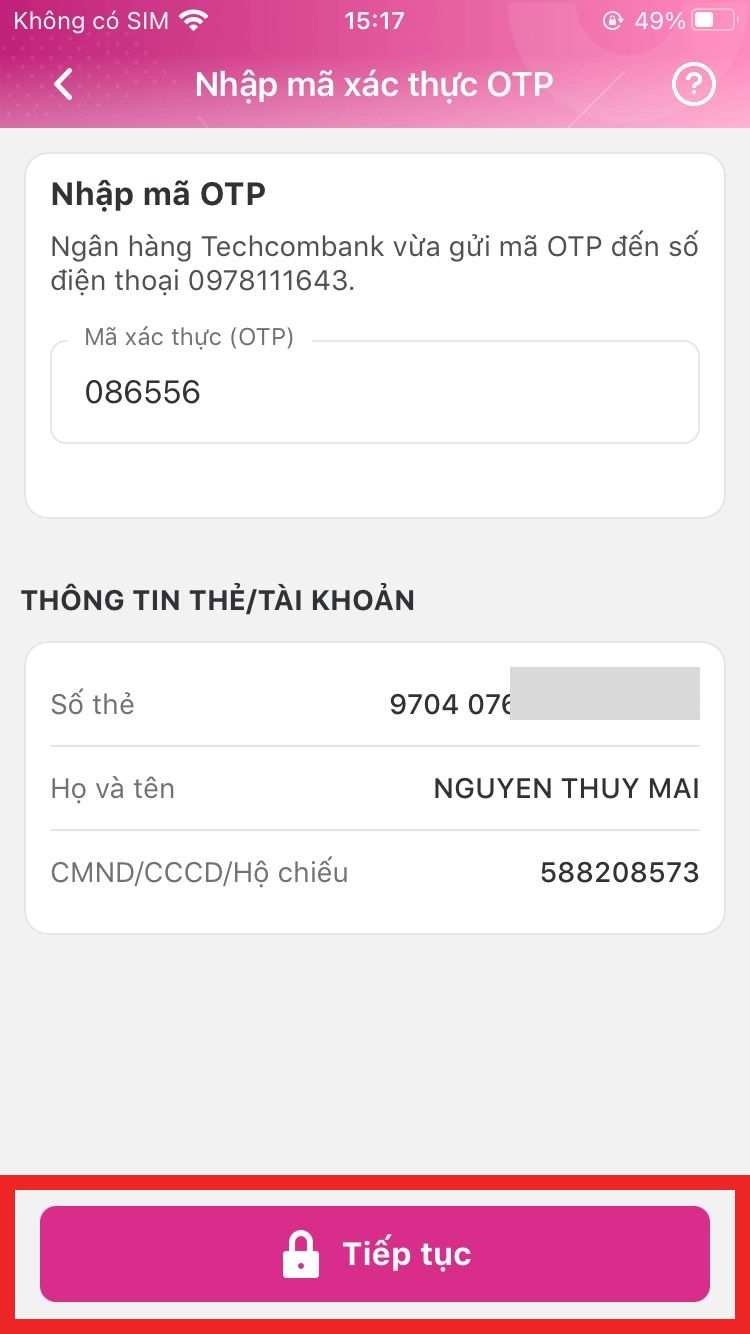 Không có SIM 15:17 49%
Nhập mã xác thực OTP
Nhập mã OTP
Ngân hàng Techcombank vừa gửi mã OTP đến số
điện thoại 0978111643.
Mã xác thực (OTP)
086556
THÔNG TIN THẺ/TÀI KHOẢN
Số thẻ 9704 076
Họ và tên NGUYEN THUY MAI
CMND/CCCD/Hộ chiếu 588208573
Tiếp tục